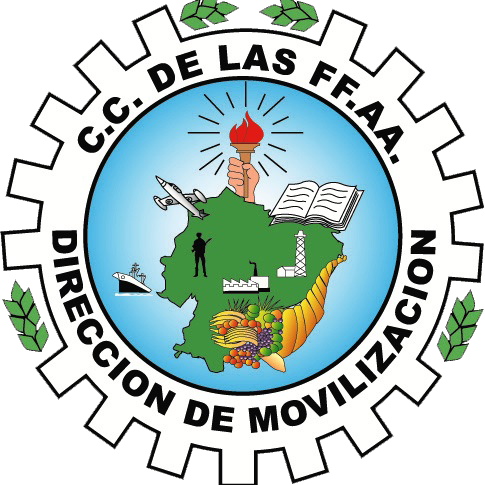 C.C. DE LAS FF.AA.
DIRECCION DE MOVILIZACION